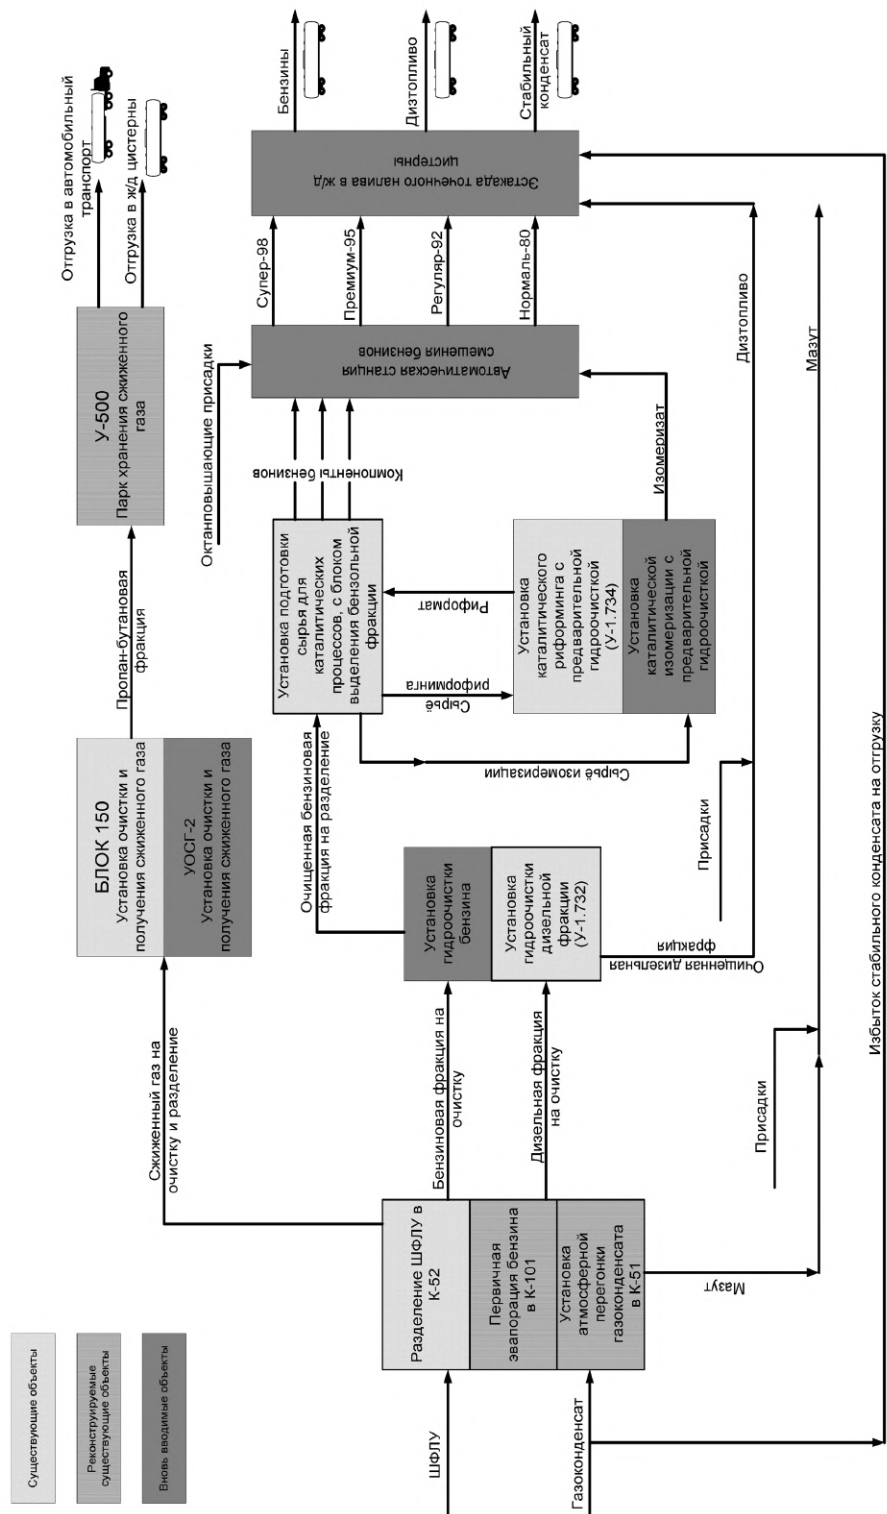 Существующие объекты
Реконструируемые
существующие объекты
Вновь вводимые объекты
ШФЛУ
Газоконденсат
Разделение ШФЛУ в
К-52
Первичная
эвапорация бензина
в К-101
Установка
атмосферной
перегонки
газоконденсата
в К-51
Сжиженный газ на
очистку и разделение
Бензиновая фракция на
очистку
Дизельная фракция
на очистку
Мазут
Присадки
Избыток стабильного конденсата на отгрузку
БЛОК 150
Установка очистки и
получения сжиженного газа
УОСГ-2
Установка очистки и
получения сжиженного газа
Установка
гидроочистки
бензина
Установка
гидроочистки
дизельной
фракции
(У-1.732)
Очищенная дизельная
фракция
Присадки
Очищенная бензиновая
фракция на разделение
Пропан-бутановая
фракция
Установка подготовки
сырья для
каталитических
процессов, с блоком
выделения бензольной
фракции
Сырьё изомеризации
Сырьё
риформинга
Риформат
Установка
каталитического
риформинга с
предварительной
гидроочисткой
(У-1.734)
Установка
каталитической
изомеризации с
предварительной
гидроочисткой
Компоненты бензинов
Октанповышающие присадки
Изомеризат
У-500
Парк хранения сжиженного
газа
Автоматическая станция
смешения бензинов
Супер-98
Премиум-95
Регуляр-92
Нормаль-80
Дизтопливо
Мазут
Эстакада точечного налива в ж/д
цистерны
Отгрузка в автомобильный
транспорт
Отгрузка в ж/д цистерны
Бензины
Дизтопливо
Стабильный
конденсат